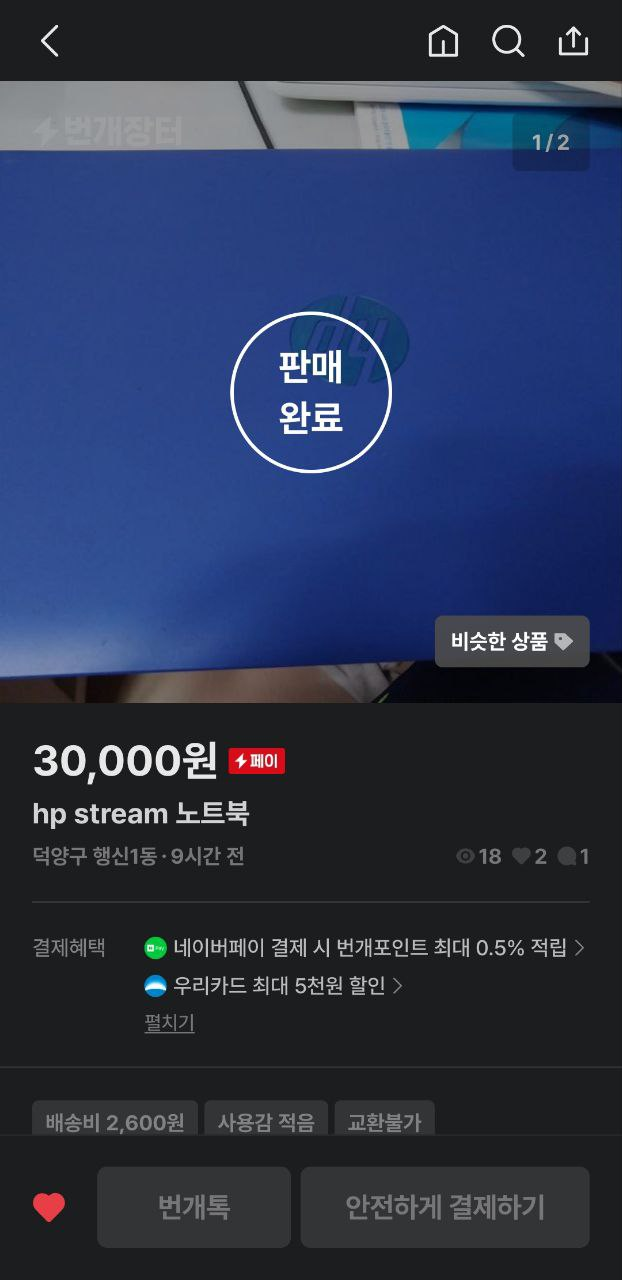 번개장터
1/2
hp
판매
완료
비슷한 상품
30,000원 페이
hp stream 노트북
덕양구 행신1동 · 9시간 전 18 2 1
결제혜택 Pay 네이버페이 결제 시 번개포인트 최대 0.5% 적립
우리카드 최대 5천원 할인
펼치기
배송비 2,600원 사용감 적음 교환불가
번개톡 안전하게 결제하기